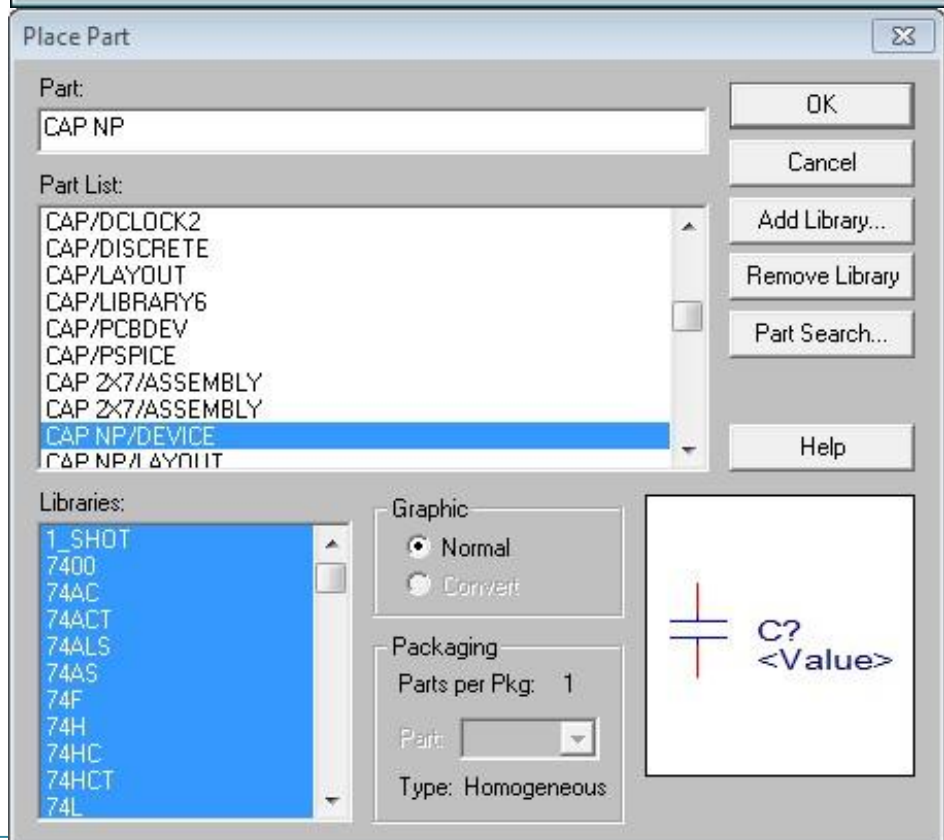 Place Part
Part:
CAP NP
OK
Cancel
Part List:
CAP/DCLOCK2
CAP/DISCRETE
CAP/LAYOUT
CAP/LIBRARY6
CAP/PCBDEV
CAP/PSPICE
CAP 2X7/ASSEMBLY
CAP 2X7/ASSEMBLY
CAP NP/DEVICE
CAP NP/LAYOUT
Add Library...
Remove Library
Part Search...
Help
Libraries:
1_SHOT
7400
74AC
74ACT
74ALS
74AS
74F
74H
74HC
74HCT
74L
Graphic
Normal
Convert
Packaging
Parts per Pkg: 1
Part:
Type: Homogeneous
C?
<Value>